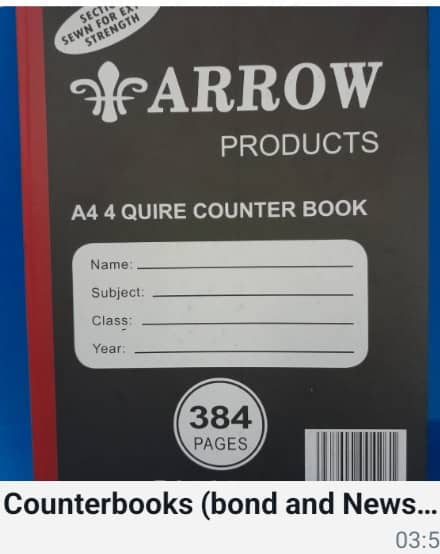 SEWN FOR EX
STRENGTH
ARROW
PRODUCTS
A4 4 QUIRE COUNTER BOOK
Name:
Subject:
Class:
Year:
384
PAGES
Counterbooks (bond and News...
03:5